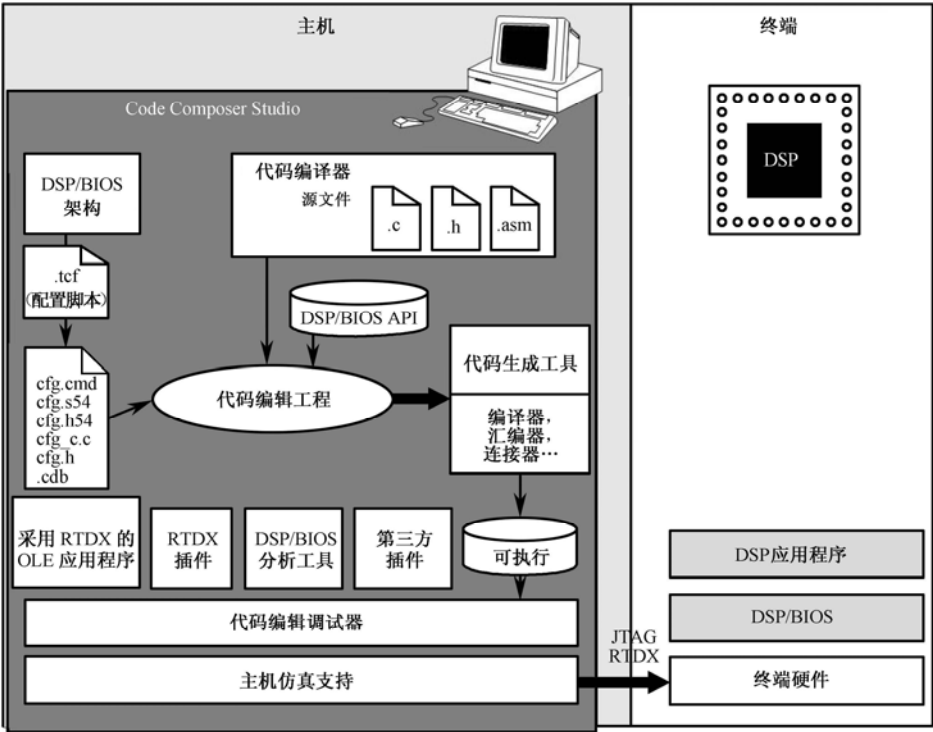 主机
终端
Code Composer Studio
DSP
DSP/BIOS
架构
代码编译器
源文件
.c
.h
.asm
.tcf
(配置脚本)
DSP/BIOS API
代码生成工具
cfg.cmd
cfg.s54
cfg.h54
cfg_c.c
cfg.h
.cdb
代码编辑工程
编译器,
汇编器,
连接器…
采用 RTDX 的
OLE 应用程序
RTDX
插件
DSP/BIOS
分析工具
第三方
插件
可执行
DSP应用程序
代码编辑调试器
DSP/BIOS
JTAG
RTDX
主机仿真支持
终端硬件